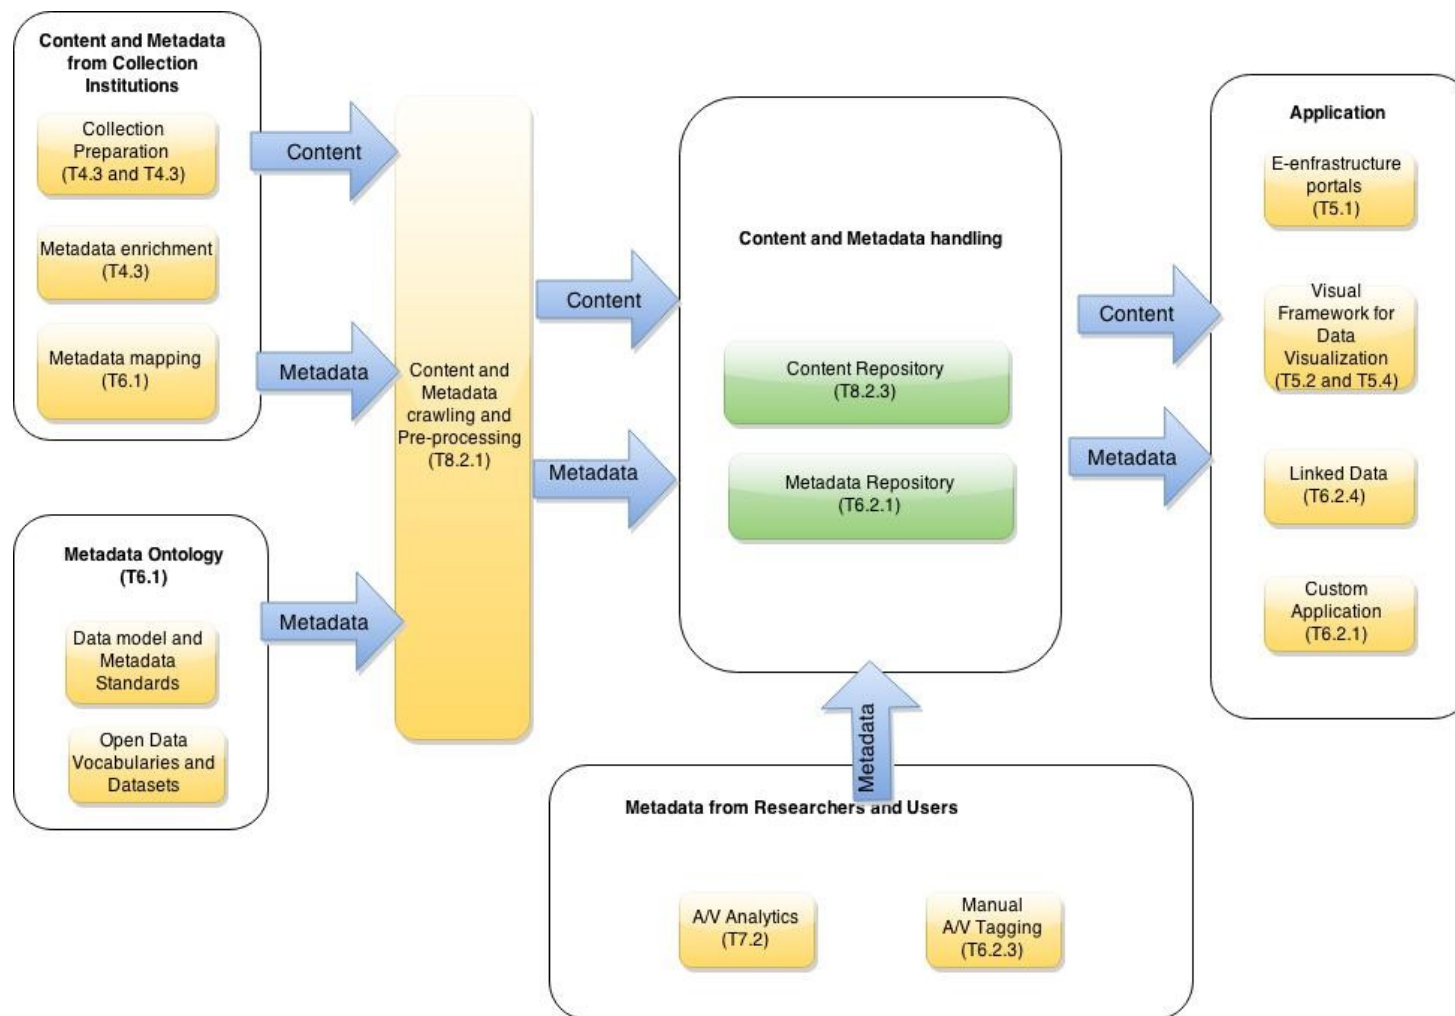 Content and Metadata
from Collection
Institutions
Collection
Preparation
(T4.3 and T4.3)
Metadata enrichment
(T4.3)
Metadata mapping
(T6.1)
Content
Metadata
Metadata Ontology
(T6.1)
Data model and
Metadata
Standards
Open Data
Vocabularies and
Datasets
Metadata
Content and
Metadata
crawling and
Pre-processing
(T8.2.1)
Content
Metadata
Content and Metadata handling
Content Repository
(T8.2.3)
Metadata Repository
(T6.2.1)
Metadata
Metadata from Researchers and Users
A/V Analytics
(T7.2)
Manual
A/V Tagging
(T6.2.3)
Content
Metadata
Application
E-enfrastructure
portals
(T5.1)
Visual
Framework for
Data
Visualization
(T5.2 and T5.4)
Linked Data
(T6.2.4)
Custom
Application
(T6.2.1)